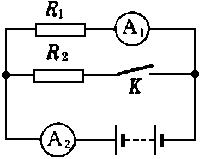 R₁ A₁
R₂ K
A₂